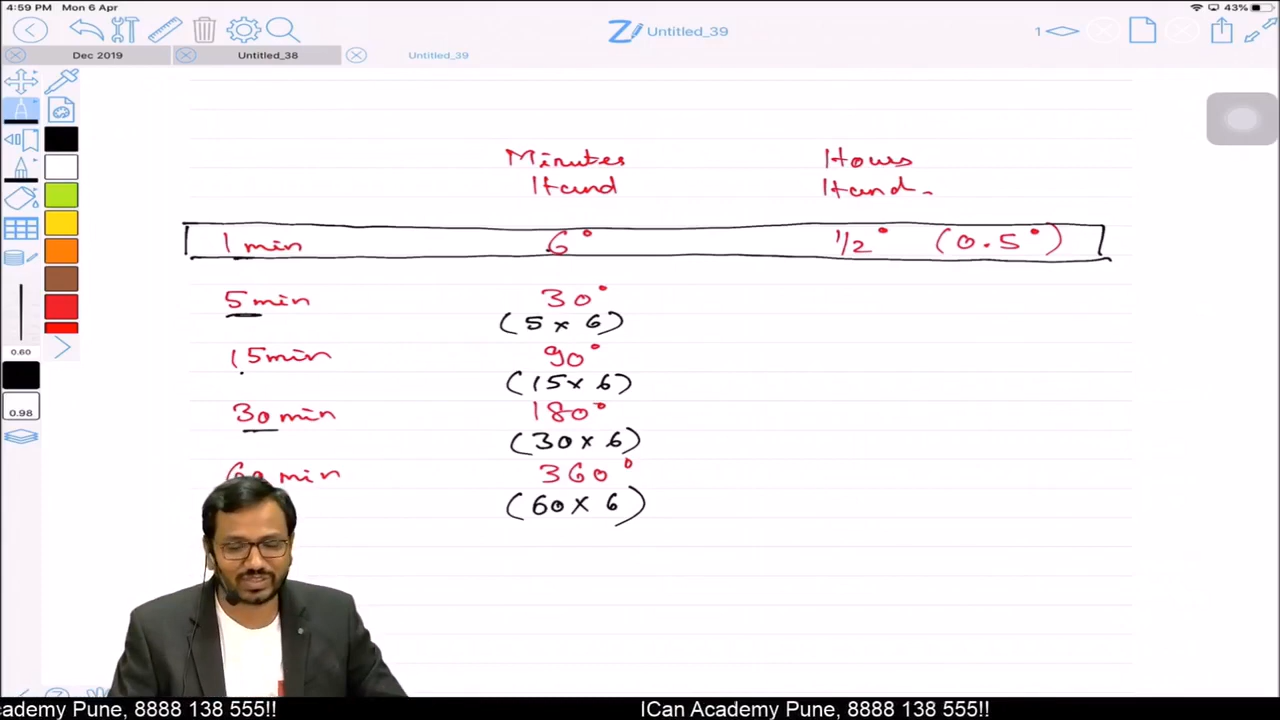 4:59 PM Mon 6 Apr 43%
Untitled_39 1
Dec 2019 Untitled_38 Untitled_39
Minutes Hours
Hand Hand
1 min 6° 1/2° (0.5°)
5 min 30°
(5 x 6)
15 min 90°
(15 x 6)
30 min 180°
(30 x 6)
0.60
60 min 360°
0.98
(60 x 6)
cademy Pune, 8888 138 555!! ICan Academy Pune, 8888 138 555!!